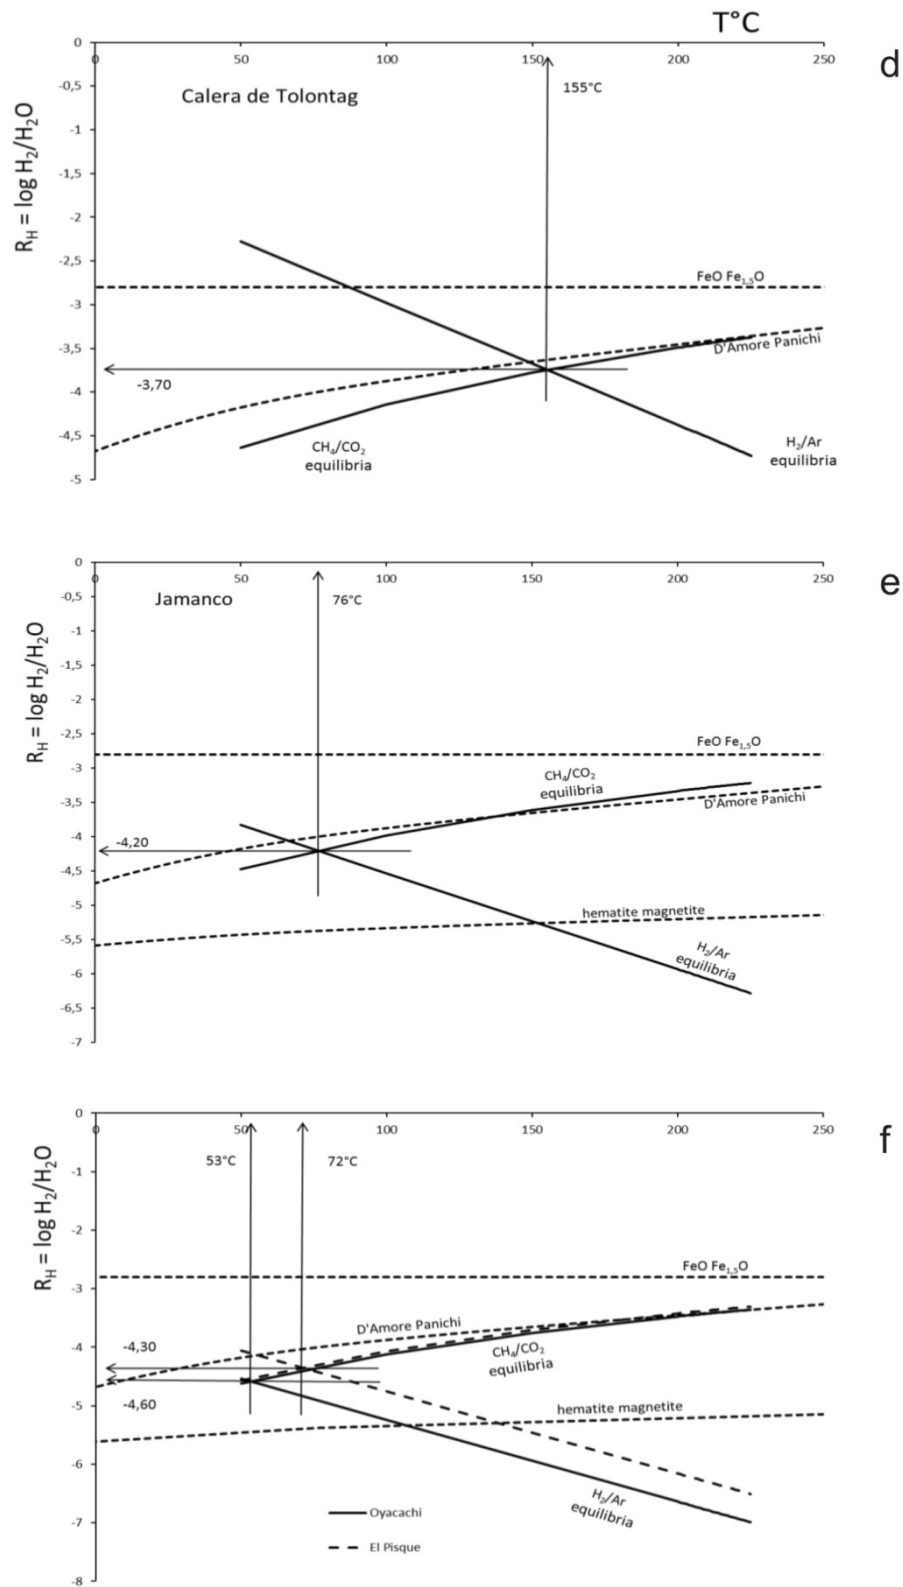 T°C
d
0
0
50
100
150
200
250
-0,5
155°C
Calera de Tolontag
-1
-1,5
-2
-2,5
FeO Fe1,5O
-3
-3,5
D'Amore Panichi
-3,70
-4
-4,5
CH4/CO2
equilibria
H2/Ar
equilibria
-5
RH = log H2/H2O
e
0
0
50
100
150
200
250
-0,5
Jamanco
76°C
-1
-1,5
-2
-2,5
FeO Fe1,5O
-3
CH4/CO2
equilibria
-3,5
D'Amore Panichi
-4
-4,20
-4,5
-5
hematite magnetite
-5,5
H2/Ar
equilibria
-6
-6,5
-7
RH = log H2/H2O
f
0
0
50
100
150
200
250
53°C
72°C
-1
-2
FeO Fe1,5O
-3
D'Amore Panichi
-4,30
-4
CH4/CO2
equilibria
-4,60
-5
hematite magnetite
-6
H2/Ar
equilibria
Oyacachi
-7
El Pisque
-8
RH = log H2/H2O